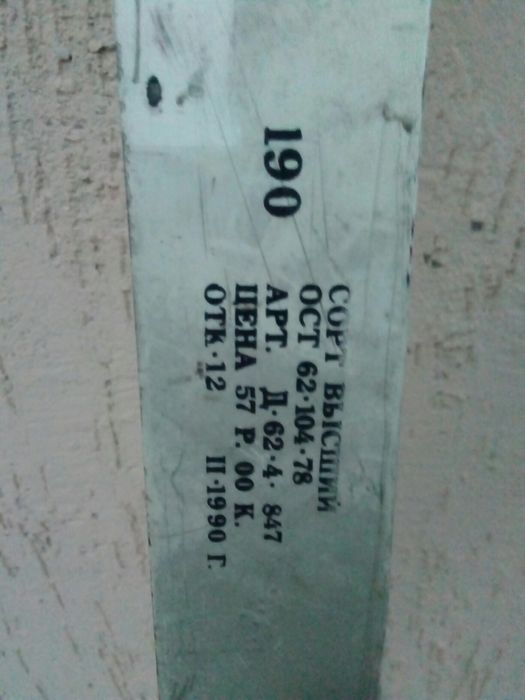 190
СОРТ ВЫСШИЙ
ОСТ 62·104·78
АРТ. Д·62·4· 847
ЦЕНА 57 Р. 00 К.
ОТК·12 II·1990 Г.